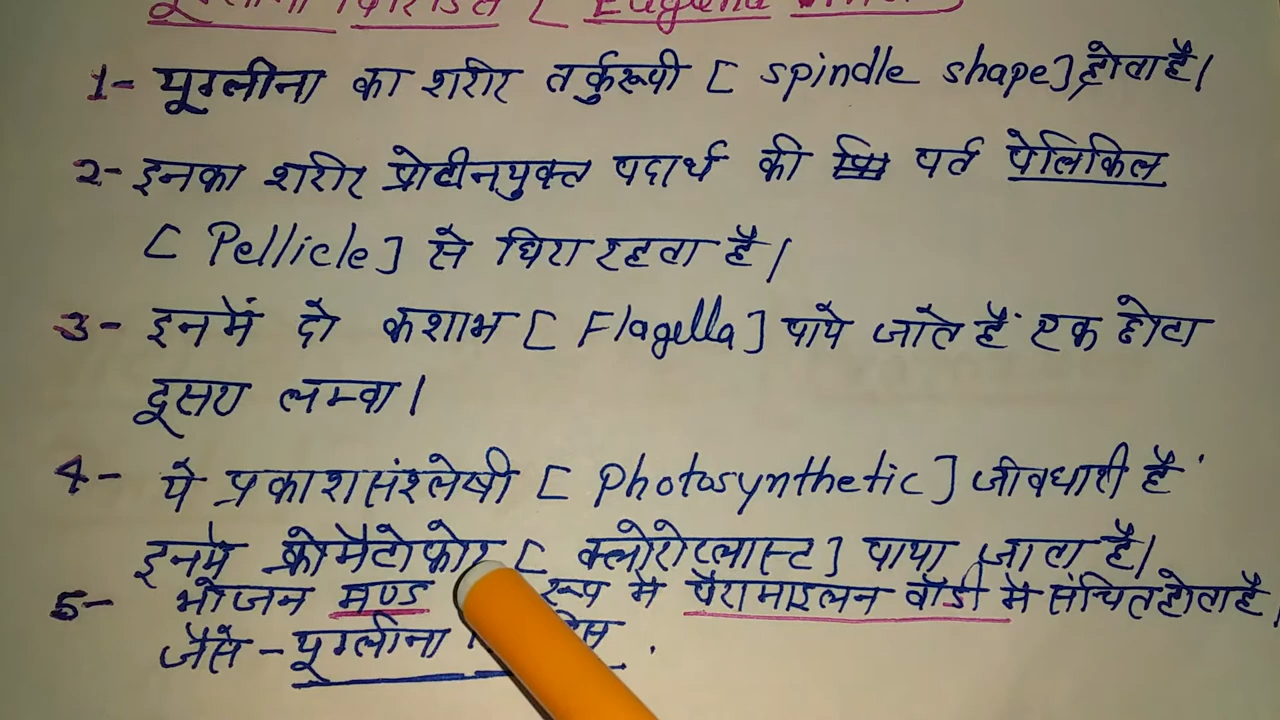 1- यूग्लीना का शरीर तर्कुरूपी [ spindle shape] होता है।
2- इनका शरीर प्रोटीनयुक्त पदार्थ की पर्त पेलिकिल
[ Pellicle] से घिरा रहता है।
3- इनमें दो कशाभ [ Flagella] पाये जाते हैं एक छोटा
दूसरा लम्बा।
4- ये प्रकाशसंश्लेषी [ Photosynthetic] जीवधारी हैं
इनमें क्रोमैटोफोर [ क्लोरोप्लास्ट] पाया जाता है।
5- भोजन मण्ड रूप में पैरामाइलन बॉडी में संचित होता है।
जैसे - यूग्लीना